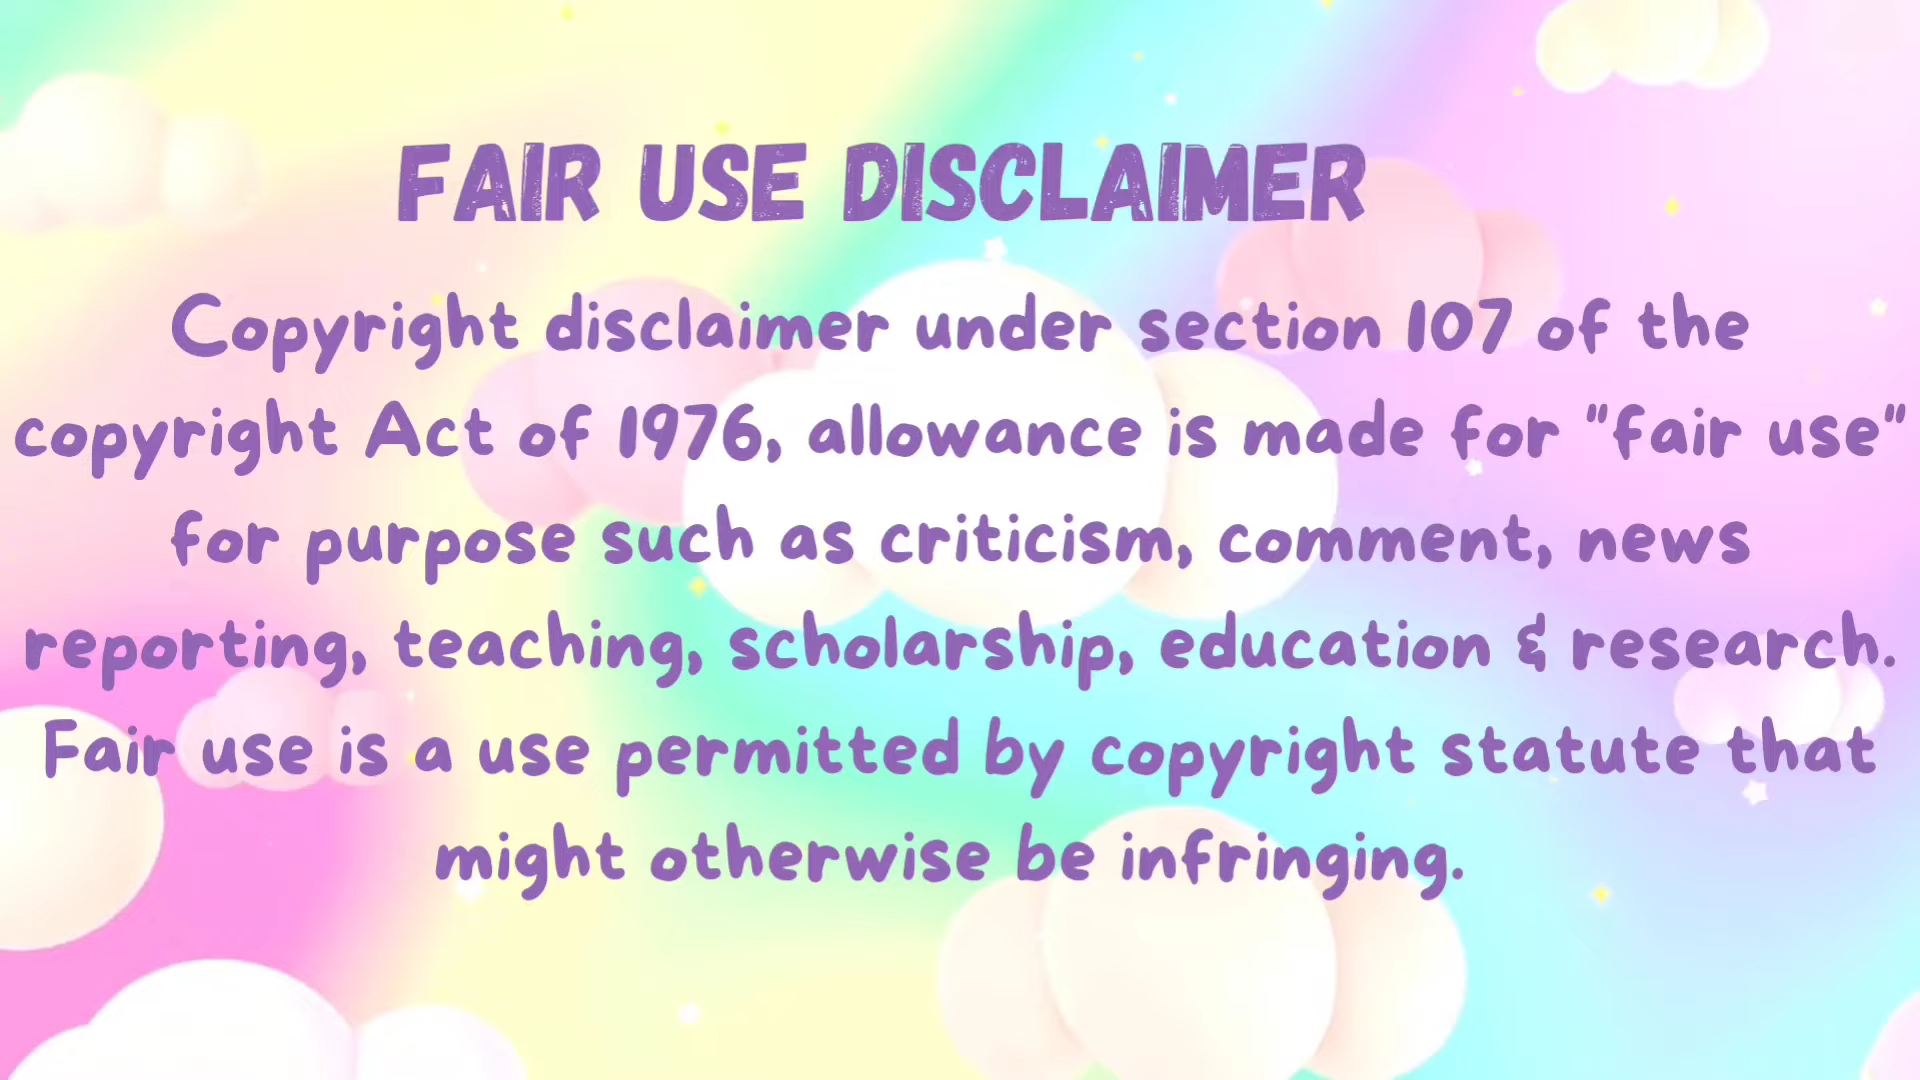 FAIR USE DISCLAIMER
Copyright disclaimer under section 107 of the
copyright Act of 1976, allowance is made for "fair use"
for purpose such as criticism, comment, news
reporting, teaching, scholarship, education & research.
Fair use is a use permitted by copyright statute that
might otherwise be infringing.